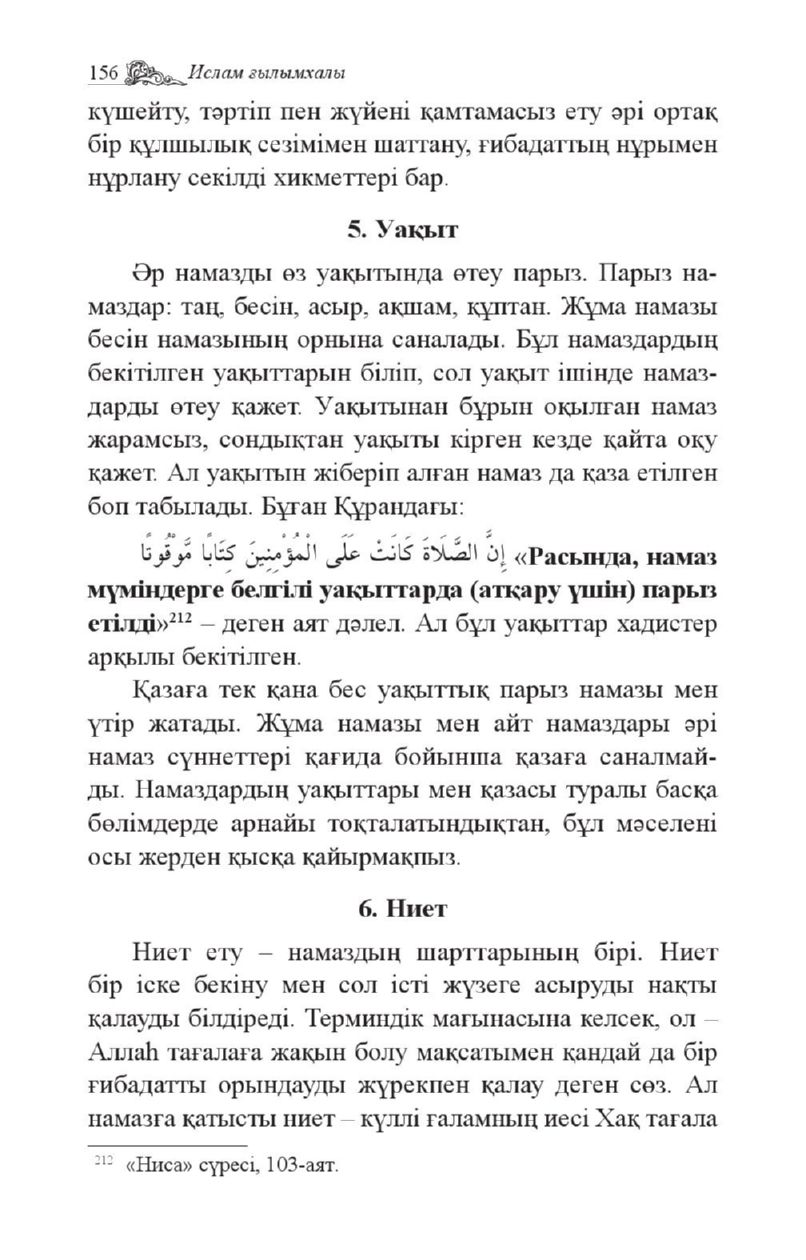 156 Ислам ғылымхалы
күшейту, тәртіп пен жүйені қамтамасыз ету әрі ортақ
бір құлшылық сезімімен шаттану, ғибадаттың нұрымен
нұрлану секілді хикметтері бар.
5. Уақыт
Әр намазды өз уақытында өтеу парыз. Парыз на-
маздар: таң, бесін, асыр, ақшам, құптан. Жұма намазы
бесін намазының орнына саналады. Бұл намаздардың
бекітілген уақыттарын біліп, сол уақыт ішінде намаз-
дарды өтеу қажет. Уақытынан бұрын оқылған намаз
жарамсыз, сондықтан уақыты кірген кезде қайта оқу
қажет. Ал уақытын жіберіп алған намаз да қаза етілген
боп табылады. Бұған Құрандағы:
إِنَّ الصَّلَاةَ كَانَتْ عَلَى الْمُؤْمِنِينَ كِتَابًا مَّوْقُوتًا «Расында, намаз
мүміндерге белгілі уақыттарда (атқару үшін) парыз
етілді»²¹² – деген аят дәлел. Ал бұл уақыттар хадистер
арқылы бекітілген.
Қазаға тек қана бес уақыттық парыз намазы мен
үтір жатады. Жұма намазы мен айт намаздары әрі
намаз сүннеттері қағида бойынша қазаға саналмай-
ды. Намаздардың уақыттары мен қазасы туралы басқа
бөлімдерде арнайы тоқталатындықтан, бұл мәселені
осы жерден қысқа қайырмақпыз.
6. Ниет
Ниет ету – намаздың шарттарының бірі. Ниет
бір іске бекіну мен сол істі жүзеге асыруды нақты
қалауды білдіреді. Терминдік мағынасына келсек, ол –
Аллаһ тағалаға жақын болу мақсатымен қандай да бір
ғибадатты орындауды жүрекпен қалау деген сөз. Ал
намазға қатысты ниет – күллі ғаламның иесі Хақ тағала
²¹² «Ниса» сүресі, 103-аят.